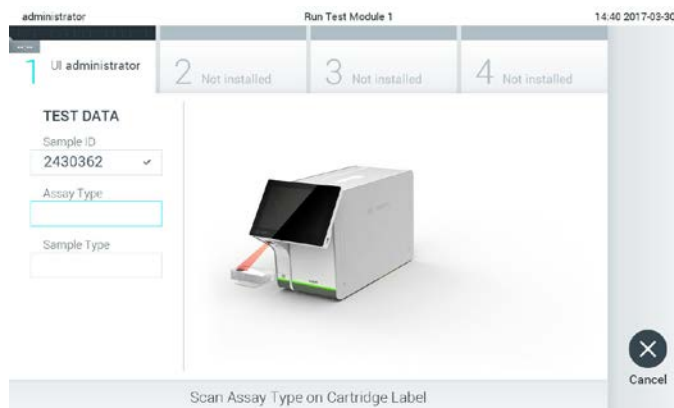 administrator Run Test Module 1 14:40 2017-03-30
1 UI administrator 2 Not installed 3 Not installed 4 Not installed
TEST DATA
Sample ID
2430362
Assay Type
Sample Type
Cancel
Scan Assay Type on Cartridge Label